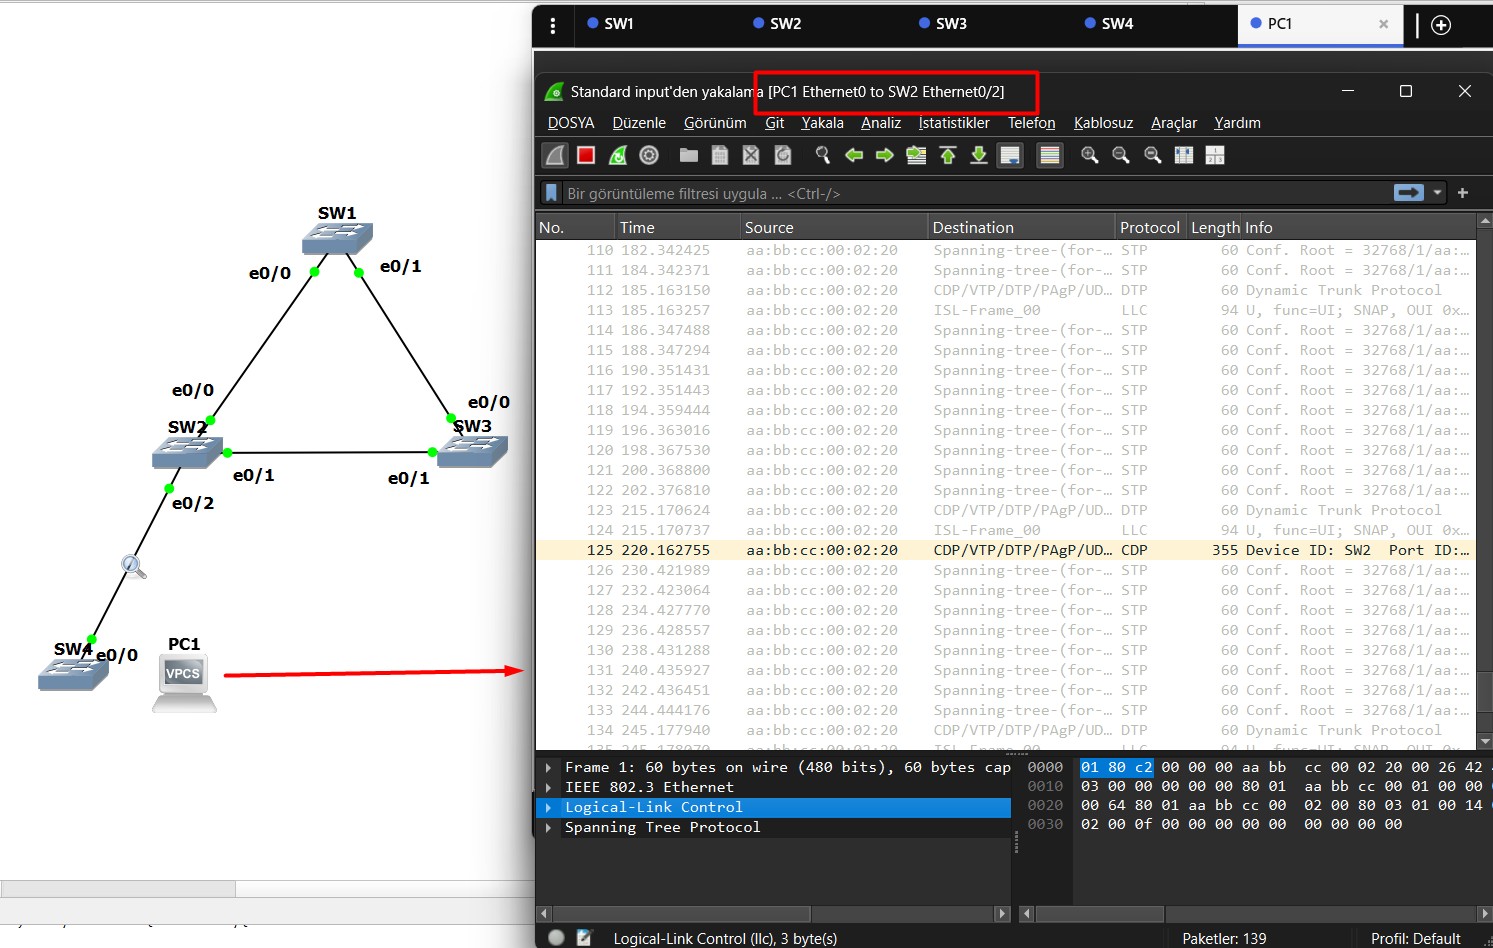 SW1
SW2
SW3
SW4
PC1
Standard input'den yakalama [PC1 Ethernet0 to SW2 Ethernet0/2]
DOSYA Düzenle Görünüm Git Yakala Analiz İstatistikler Telefon Kablosuz Araçlar Yardım
Bir görüntüleme filtresi uygula ... <Ctrl-/>
No. Time Source Destination Protocol Length Info
110 182.342425 aa:bb:cc:00:02:20 Spanning-tree-(for-… STP 60 Conf. Root = 32768/1/aa:…
111 184.342371 aa:bb:cc:00:02:20 Spanning-tree-(for-… STP 60 Conf. Root = 32768/1/aa:…
112 185.163150 aa:bb:cc:00:02:20 CDP/VTP/DTP/PAgP/UD… DTP 60 Dynamic Trunk Protocol
113 185.163257 aa:bb:cc:00:02:20 ISL-Frame_00 LLC 94 U, func=UI; SNAP, OUI 0x…
114 186.347488 aa:bb:cc:00:02:20 Spanning-tree-(for-… STP 60 Conf. Root = 32768/1/aa:…
115 188.347294 aa:bb:cc:00:02:20 Spanning-tree-(for-… STP 60 Conf. Root = 32768/1/aa:…
116 190.351431 aa:bb:cc:00:02:20 Spanning-tree-(for-… STP 60 Conf. Root = 32768/1/aa:…
117 192.351443 aa:bb:cc:00:02:20 Spanning-tree-(for-… STP 60 Conf. Root = 32768/1/aa:…
118 194.359444 aa:bb:cc:00:02:20 Spanning-tree-(for-… STP 60 Conf. Root = 32768/1/aa:…
119 196.363016 aa:bb:cc:00:02:20 Spanning-tree-(for-… STP 60 Conf. Root = 32768/1/aa:…
120 198.367530 aa:bb:cc:00:02:20 Spanning-tree-(for-… STP 60 Conf. Root = 32768/1/aa:…
121 200.368800 aa:bb:cc:00:02:20 Spanning-tree-(for-… STP 60 Conf. Root = 32768/1/aa:…
122 202.376810 aa:bb:cc:00:02:20 Spanning-tree-(for-… STP 60 Conf. Root = 32768/1/aa:…
123 215.170624 aa:bb:cc:00:02:20 CDP/VTP/DTP/PAgP/UD… DTP 60 Dynamic Trunk Protocol
124 215.170737 aa:bb:cc:00:02:20 ISL-Frame_00 LLC 94 U, func=UI; SNAP, OUI 0x…
125 220.162755 aa:bb:cc:00:02:20 CDP/VTP/DTP/PAgP/UD… CDP 355 Device ID: SW2 Port ID:…
126 230.421989 aa:bb:cc:00:02:20 Spanning-tree-(for-… STP 60 Conf. Root = 32768/1/aa:…
127 232.423064 aa:bb:cc:00:02:20 Spanning-tree-(for-… STP 60 Conf. Root = 32768/1/aa:…
128 234.427770 aa:bb:cc:00:02:20 Spanning-tree-(for-… STP 60 Conf. Root = 32768/1/aa:…
129 236.428557 aa:bb:cc:00:02:20 Spanning-tree-(for-… STP 60 Conf. Root = 32768/1/aa:…
130 238.431288 aa:bb:cc:00:02:20 Spanning-tree-(for-… STP 60 Conf. Root = 32768/1/aa:…
131 240.435927 aa:bb:cc:00:02:20 Spanning-tree-(for-… STP 60 Conf. Root = 32768/1/aa:…
132 242.436451 aa:bb:cc:00:02:20 Spanning-tree-(for-… STP 60 Conf. Root = 32768/1/aa:…
133 244.444176 aa:bb:cc:00:02:20 Spanning-tree-(for-… STP 60 Conf. Root = 32768/1/aa:…
134 245.177940 aa:bb:cc:00:02:20 CDP/VTP/DTP/PAgP/UD… DTP 60 Dynamic Trunk Protocol
Frame 1: 60 bytes on wire (480 bits), 60 bytes cap
IEEE 802.3 Ethernet
Logical-Link Control
Spanning Tree Protocol
0000 01 80 c2 00 00 00 aa bb cc 00 02 20 00 26 42
0010 03 00 00 00 00 00 80 01 aa bb cc 00 01 00 00
0020 00 64 80 01 aa bb cc 00 02 00 80 03 01 00 14
0030 02 00 0f 00 00 00 00 00 00 00 00 00
Logical-Link Control (llc), 3 byte(s)
Paketler: 139
Profil: Default
SW1
e0/0
e0/1
e0/0
SW2
e0/1
e0/2
e0/0
SW3
e0/1
SW4
e0/0
PC1
VPCS